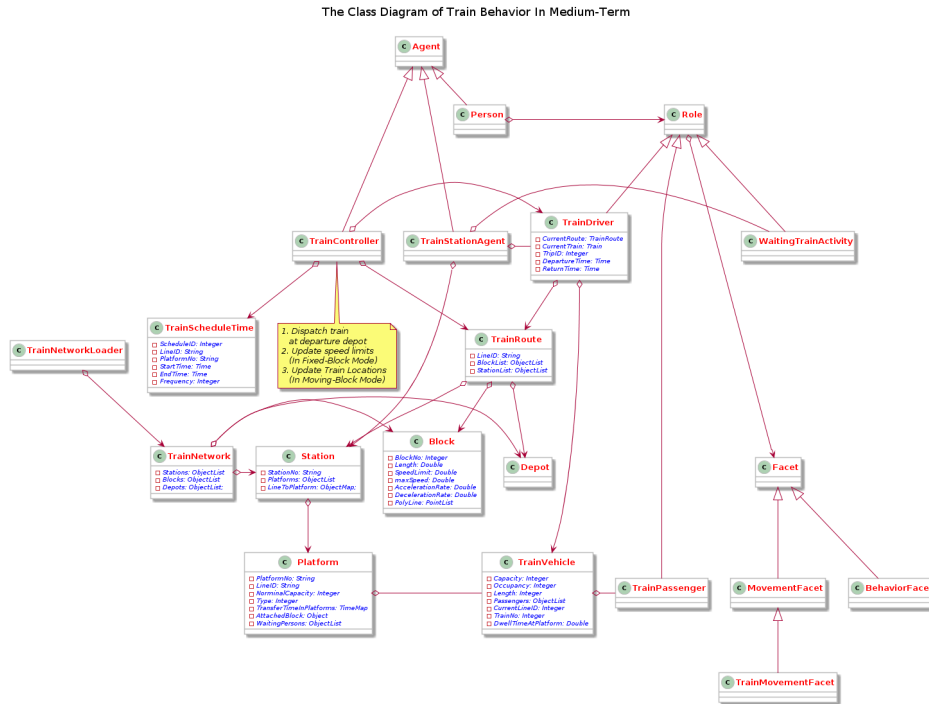 The Class Diagram of Train Behavior In Medium-Term
C Agent
C Person
C Role
C TrainController
C TrainStationAgent
C TrainDriver
CurrentRoute: TrainRoute
CurrentTrain: Train
TripID: Integer
DepartureTime: Time
ReturnTime: Time
C WaitingTrainActivity
C TrainScheduleTime
ScheduleID: Integer
LineID: String
PlatformNo: String
StartTime: Time
EndTime: Time
Frequency: Integer
1. Dispatch train
at departure depot
2. Update speed limits
(In Fixed-Block Mode)
3. Update Train Locations
(In Moving-Block Mode)
C TrainRoute
LineID: String
BlockList: ObjectList
StationList: ObjectList
C TrainNetworkLoader
C TrainNetwork
Stations: ObjectList
Blocks: ObjectList
Depots: ObjectList;
C Station
StationNo: String
Platforms: ObjectList
LineToPlatform: ObjectMap;
C Block
BlockNo: Integer
Length: Double
SpeedLimit: Double
maxSpeed: Double
AccelerationRate: Double
DecelerationRate: Double
PolyLine: PointList
C Depot
C Facet
C Platform
PlatformNo: String
LineID: String
NorminalCapacity: Integer
Type: Integer
TransferTimeInPlatforms: TimeMap
AttachedBlock: Object
WaitingPersons: ObjectList
C TrainVehicle
Capacity: Integer
Occupancy: Integer
Length: Integer
Passengers: ObjectList
CurrentLineID: Integer
TrainNo: Integer
DwellTimeAtPlatform: Double
C TrainPassenger
C MovementFacet
C BehaviorFace
C TrainMovementFacet